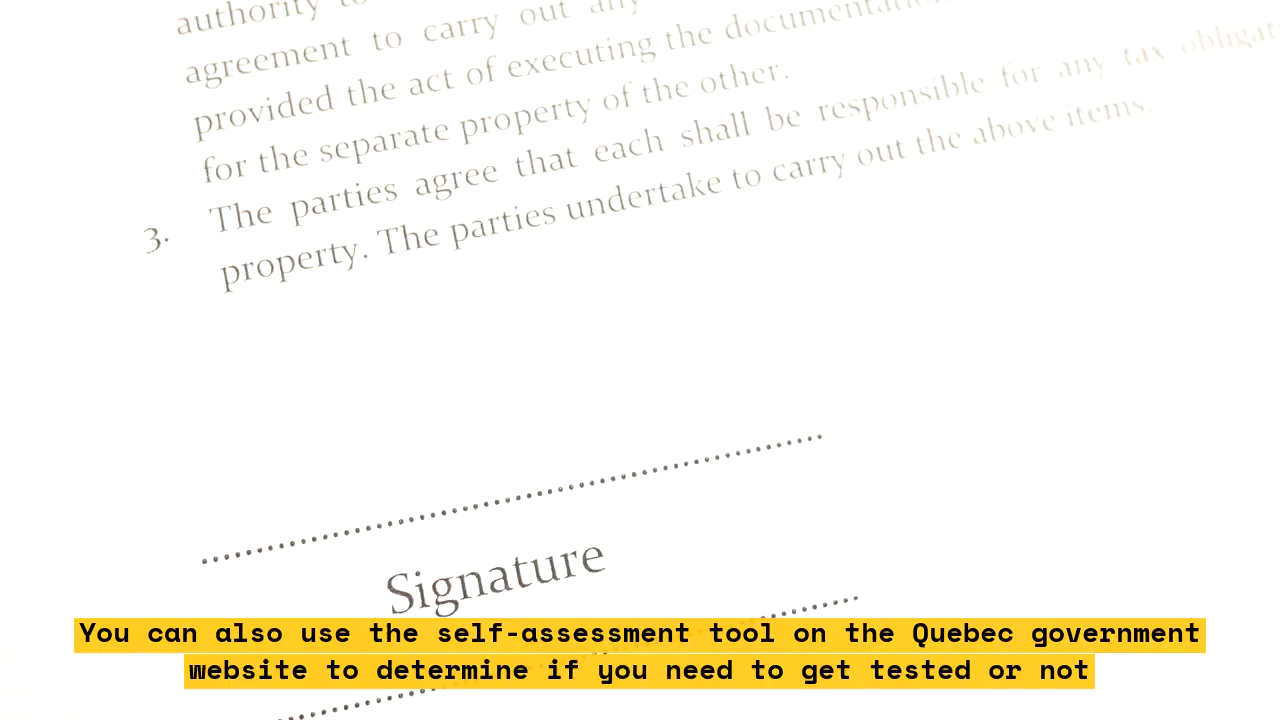 authority to
agreement to carry out any
provided the act of executing the
for the separate property of the other.
3. The parties agree that each shall be responsible for any tax
property. The parties undertake to carry out the above items.
Signature
You can also use the self-assessment tool on the Quebec government
website to determine if you need to get tested or not